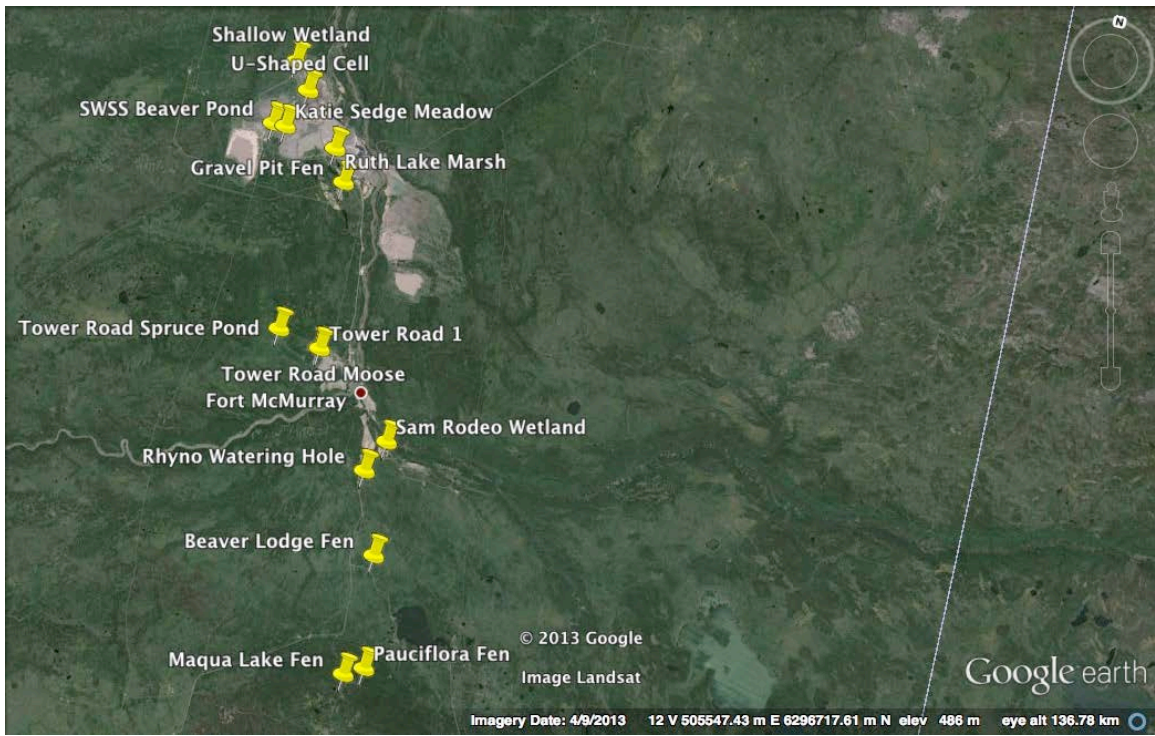 N
Shallow Wetland
U-Shaped Cell
SWSS Beaver Pond
Katie Sedge Meadow
Gravel Pit Fen
Ruth Lake Marsh
Tower Road Spruce Pond
Tower Road 1
Tower Road Moose
Fort McMurray
Sam Rodeo Wetland
Rhyno Watering Hole
Beaver Lodge Fen
© 2013 Google
Maqua Lake Fen
Pauciflora Fen
Image Landsat
Google earth
Imagery Date: 4/9/2013 12 V 505547.43 m E 6296717.61 m N elev 486 m eye alt 136.78 km